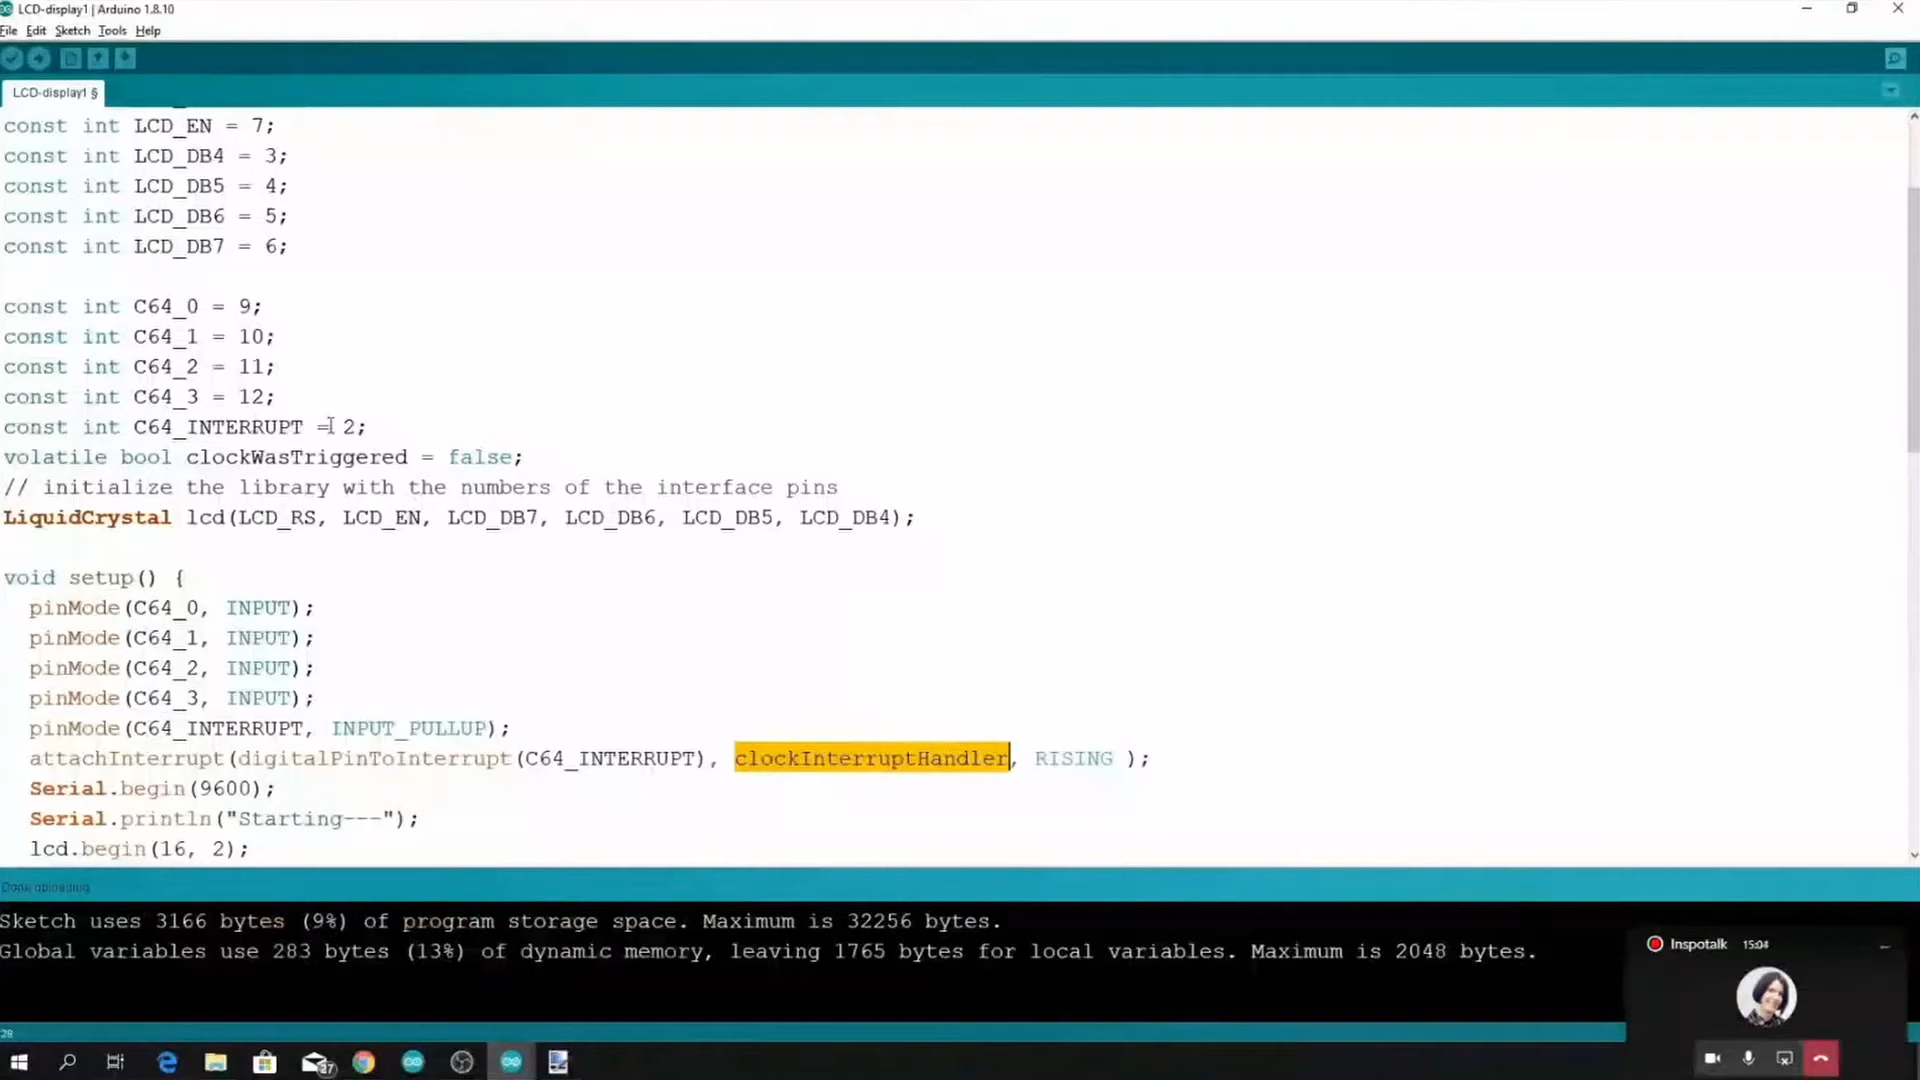 LCD-display1 | Arduino 1.8.10
File Edit Sketch Tools Help
LCD-display1 §
const int LCD_EN = 7;
const int LCD_DB4 = 3;
const int LCD_DB5 = 4;
const int LCD_DB6 = 5;
const int LCD_DB7 = 6;
const int C64_0 = 9;
const int C64_1 = 10;
const int C64_2 = 11;
const int C64_3 = 12;
const int C64_INTERRUPT = 2;
volatile bool clockWasTriggered = false;
// initialize the library with the numbers of the interface pins
LiquidCrystal lcd(LCD_RS, LCD_EN, LCD_DB7, LCD_DB6, LCD_DB5, LCD_DB4);
void setup() {
pinMode(C64_0, INPUT);
pinMode(C64_1, INPUT);
pinMode(C64_2, INPUT);
pinMode(C64_3, INPUT);
pinMode(C64_INTERRUPT, INPUT_PULLUP);
attachInterrupt(digitalPinToInterrupt(C64_INTERRUPT), clockInterruptHandler, RISING );
Serial.begin(9600);
Serial.println("Starting---");
lcd.begin(16, 2);
Done uploading
Sketch uses 3166 bytes (9%) of program storage space. Maximum is 32256 bytes.
Global variables use 283 bytes (13%) of dynamic memory, leaving 1765 bytes for local variables. Maximum is 2048 bytes.
Inspotalk 15:04
28
27